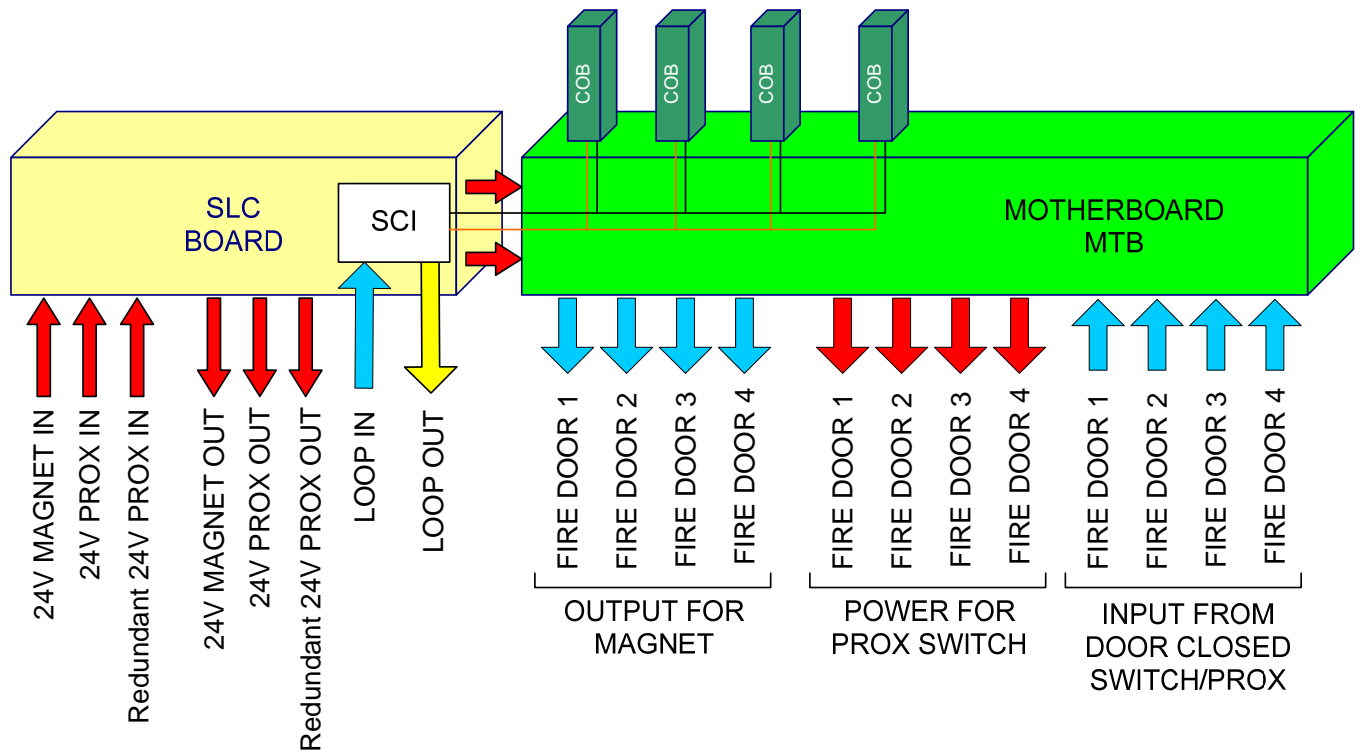 COB
COB
COB
COB
SLC
BOARD
SCI
MOTHERBOARD
MTB
24V MAGNET IN
24V PROX IN
Redundant 24V PROX IN
24V MAGNET OUT
24V PROX OUT
Redundant 24V PROX OUT
LOOP IN
LOOP OUT
FIRE DOOR 1
FIRE DOOR 2
FIRE DOOR 3
FIRE DOOR 4
OUTPUT FOR
MAGNET
FIRE DOOR 1
FIRE DOOR 2
FIRE DOOR 3
FIRE DOOR 4
POWER FOR
PROX SWITCH
FIRE DOOR 1
FIRE DOOR 2
FIRE DOOR 3
FIRE DOOR 4
INPUT FROM
DOOR CLOSED
SWITCH/PROX